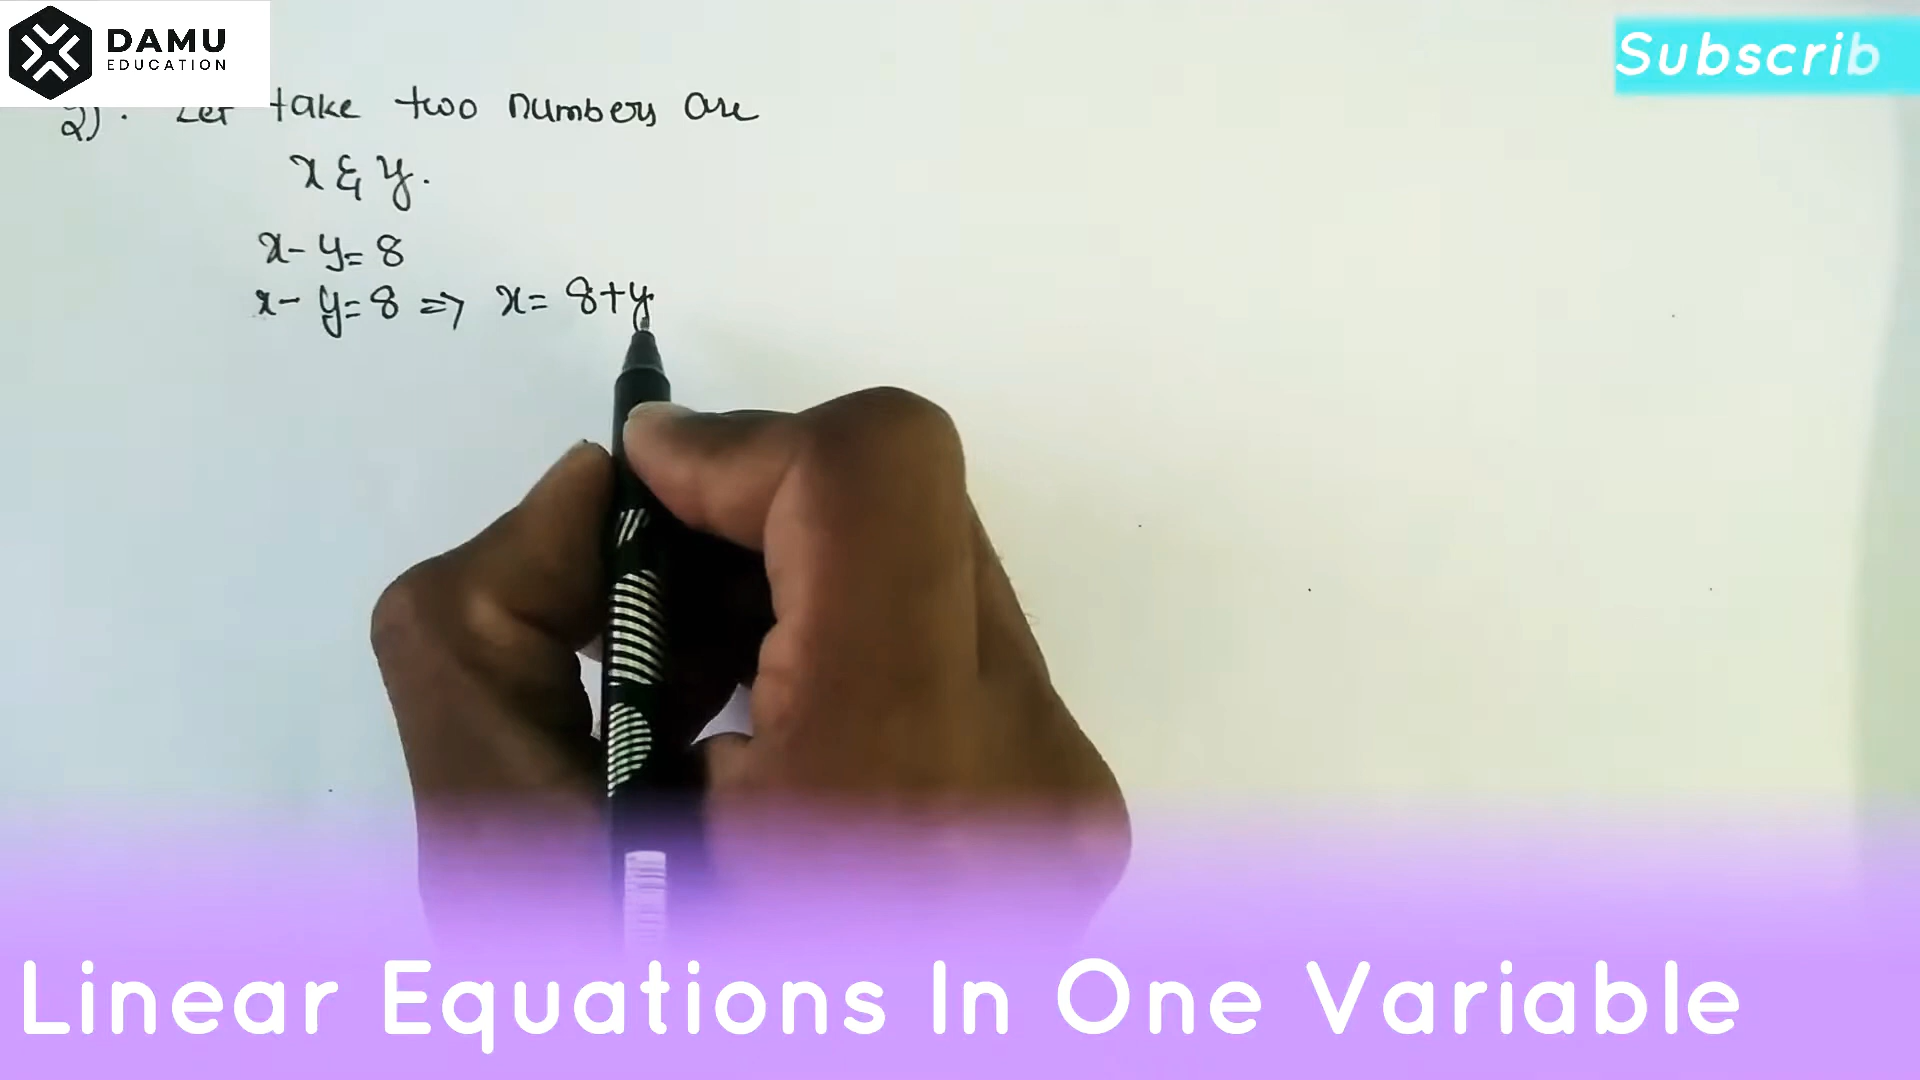 DAMU
EDUCATION
Subscrib
2). Let take two numbers are
x & y.
x - y = 8
x - y = 8 => x = 8+y
Linear Equations In One Variable